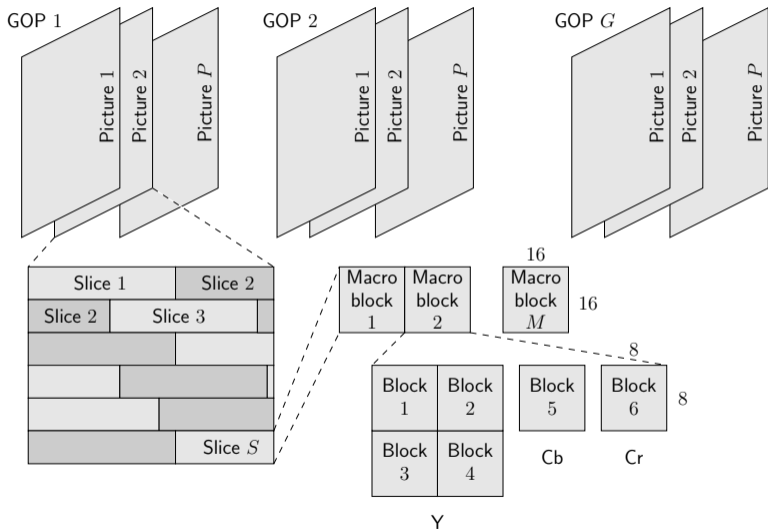 GOP 1
GOP 2
GOP G
Picture 1
Picture 2
Picture P
Picture 1
Picture 2
Picture P
Picture 1
Picture 2
Picture P
Slice 1
Slice 2
Slice 2
Slice 3
Slice S
Macro
block
1
Macro
block
2
16
Macro
block
M
16
8
Block
1
Block
2
Block
3
Block
4
Block
5
Block
6
8
Cb
Cr
Y